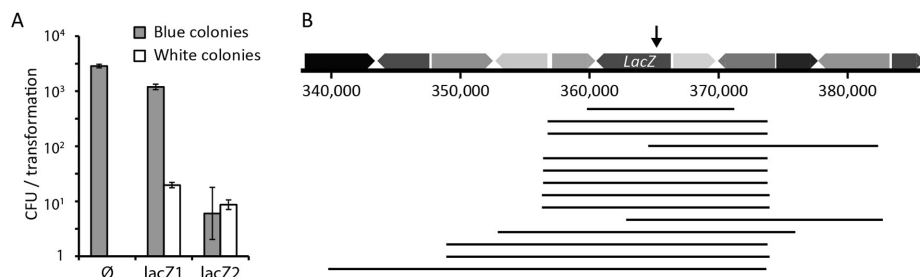 A
CFU / transformation
10⁴
10³
10²
10¹
1
Blue colonies
White colonies
Ø
lacZ1
lacZ2
B
LacZ
340,000
350,000
360,000
370,000
380,000